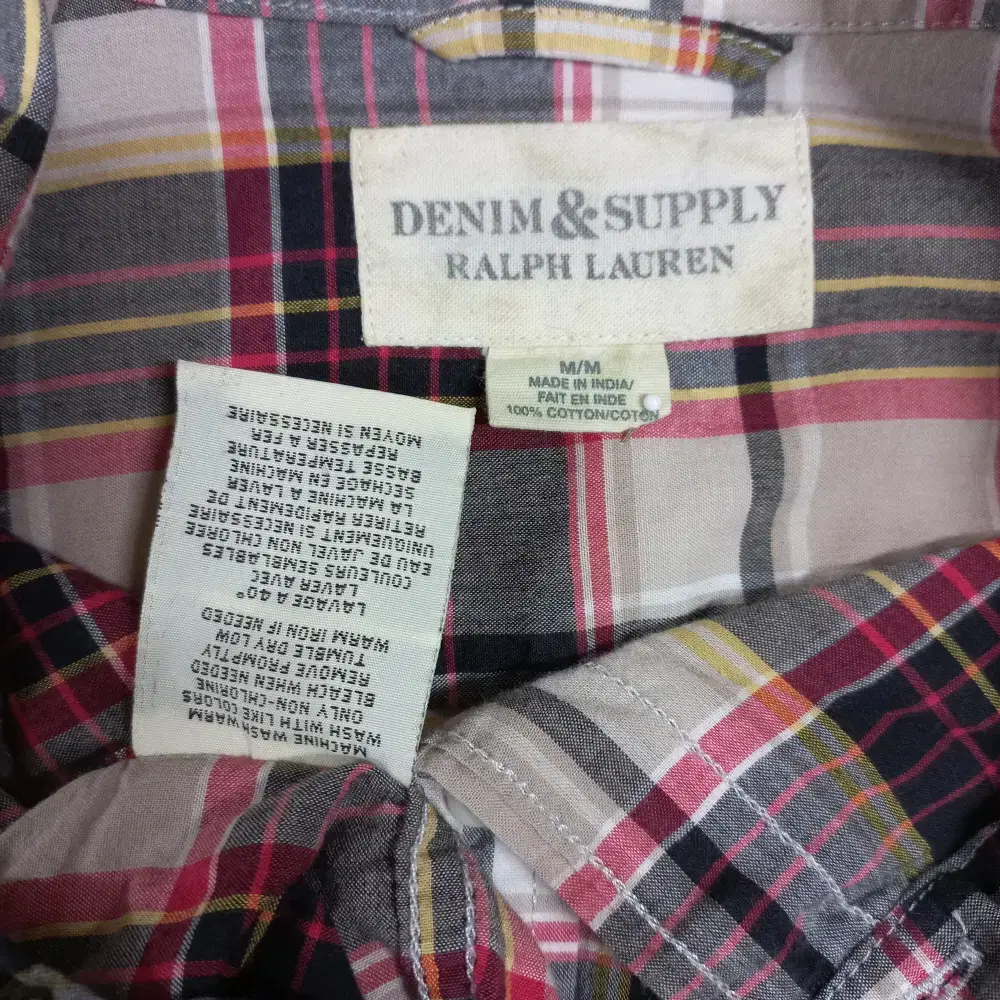 DENIM & SUPPLY
RALPH LAUREN
M/M
MADE IN INDIA/
FAIT EN INDE
100% COTTON/COTON
MACHINE WASH WARM
WASH WITH LIKE COLORS
ONLY NON-CHLORINE
BLEACH WHEN NEEDED
REMOVE PROMPTLY
TUMBLE DRY LOW
WARM IRON IF NEEDED
LAVAGE A 40°
LAVER AVEC
COULEURS SEMBLABLES
EAU DE JAVEL NON CHLOREE
UNIQUEMENT SI NECESSAIRE
RETIRER RAPIDEMENT DE
LA MACHINE A LAVER
SECHAGE EN MACHINE
BASSE TEMPERATURE
REPASSER A FER
MOYEN SI NECESSAIRE